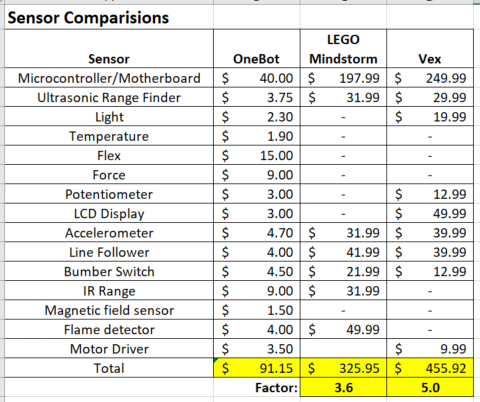 Sensor Comparisions
Sensor OneBot LEGO Mindstorm Vex
Microcontroller/Motherboard $ 40.00 $ 197.99 $ 249.99
Ultrasonic Range Finder $ 3.75 $ 31.99 $ 29.99
Light $ 2.30 - $ 19.99
Temperature $ 1.90 - -
Flex $ 15.00 - -
Force $ 9.00 - -
Potentiometer $ 3.00 - $ 12.99
LCD Display $ 3.00 - $ 49.99
Accelerometer $ 4.70 $ 31.99 $ 39.99
Line Follower $ 4.00 $ 41.99 $ 39.99
Bumber Switch $ 4.50 $ 21.99 $ 12.99
IR Range $ 9.00 $ 31.99 -
Magnetic field sensor $ 1.50 - -
Flame detector $ 4.00 $ 49.99 -
Motor Driver $ 3.50 $ 9.99
Total $ 91.15 $ 325.95 $ 455.92
Factor: 3.6 5.0